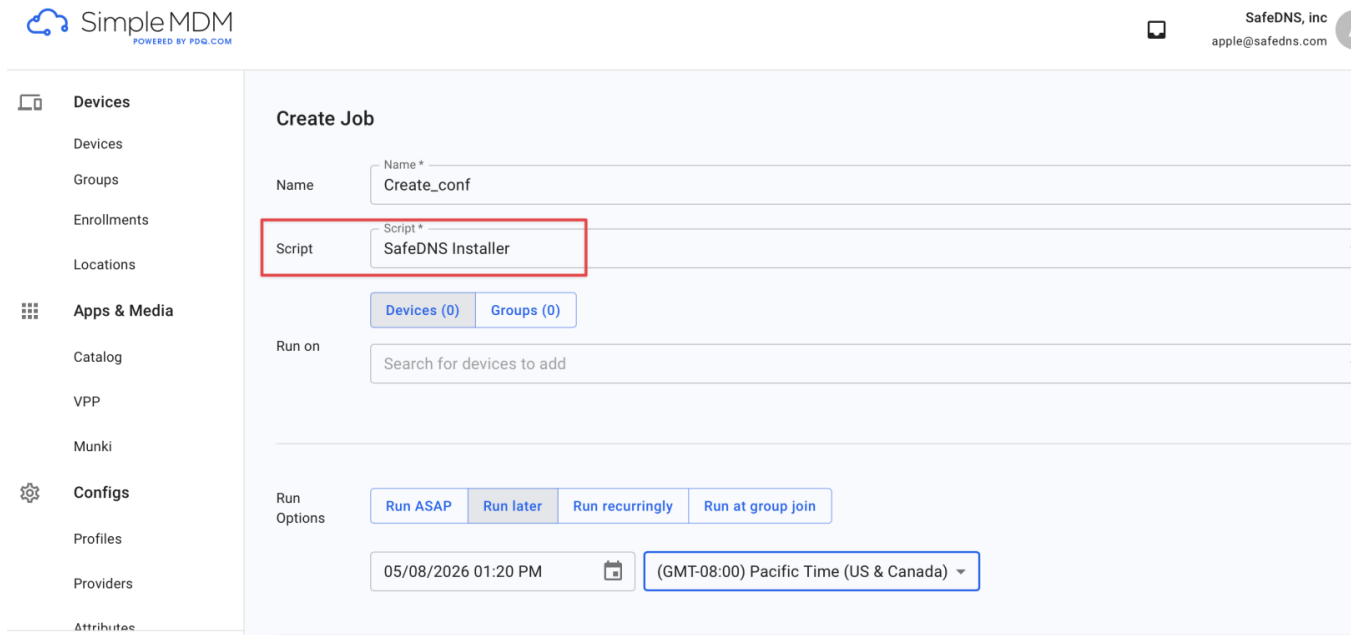 SimpleMDM
POWERED BY PDQ.COM
SafeDNS, inc
apple@safedns.com
Devices
Devices
Groups
Enrollments
Locations
Apps & Media
Catalog
VPP
Munki
Configs
Profiles
Providers
Attributes
Create Job
Name
Name *
Create_conf
Script
Script *
SafeDNS Installer
Run on
Devices (0)
Groups (0)
Search for devices to add
Run
Options
Run ASAP
Run later
Run recurringly
Run at group join
05/08/2026 01:20 PM
(GMT-08:00) Pacific Time (US & Canada)